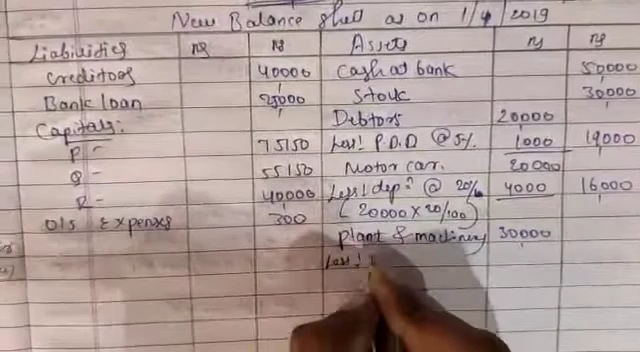 New Balance Sheet as on 1/4/2019
Liabilities rs rs Assets rs rs
Creditors 40000 Cash at bank 50000
Bank loan 25000 Stock 30000
Capitals: Debtors 20000
P - 75150 Less: P.D.D @ 5%. 1000 19000
Q - 55150 Motor car. 20000
R - 40000 Less: depn @ 20% 4000 16000
O/s Expenses 300 (20000 x 20/100)
plant & machinery 30000
Less: